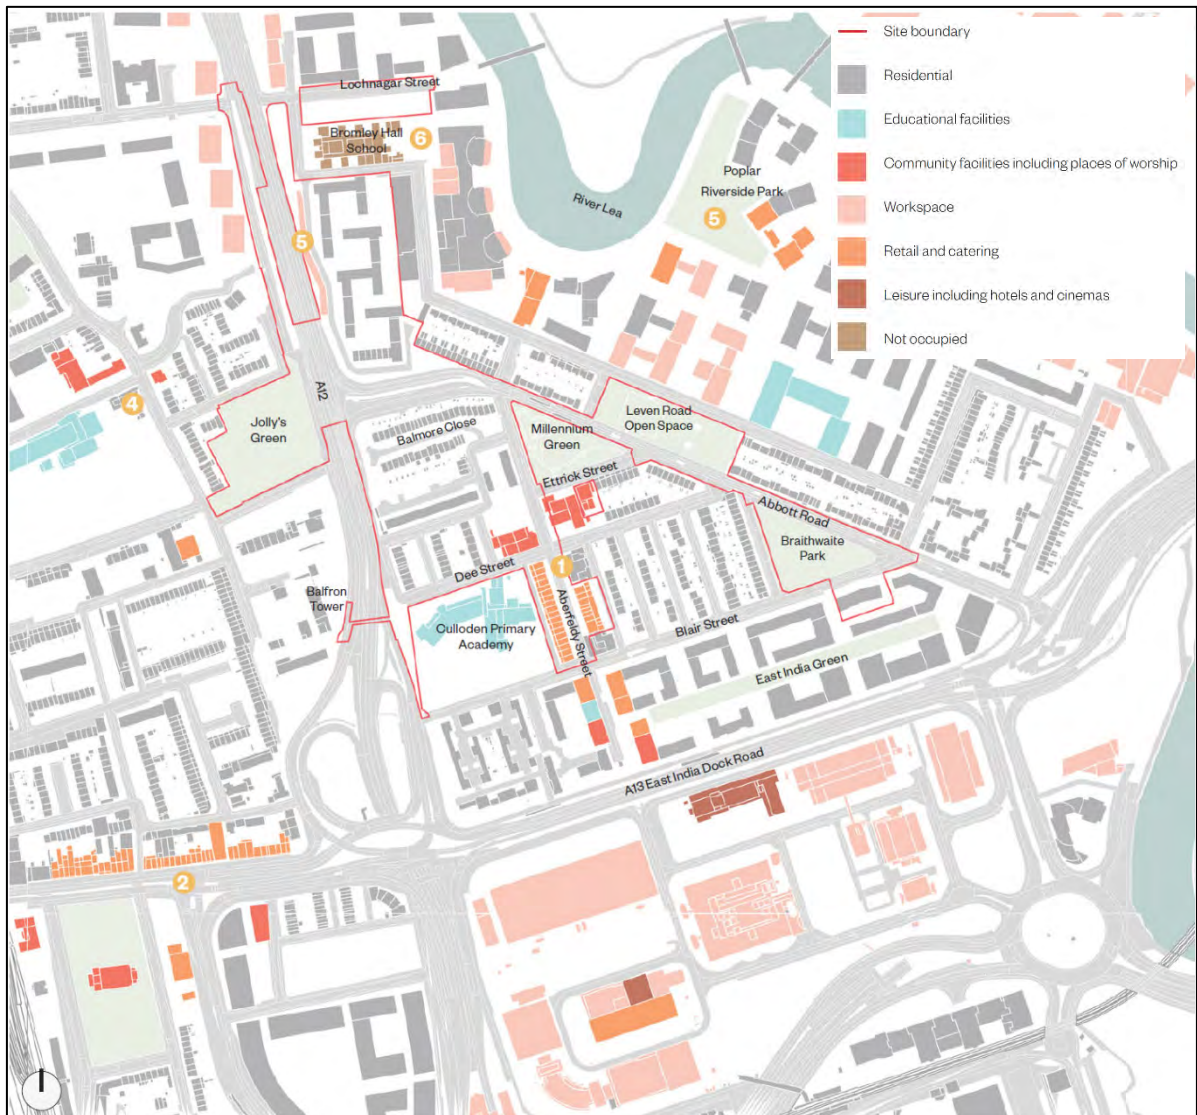 Site boundary
Residential
Educational facilities
Community facilities including places of worship
Workspace
Retail and catering
Leisure including hotels and cinemas
Not occupied
Lochnagar Street
Bromley Hall
School
6
Poplar
Riverside Park
5
River Lea
5
A12
4
Jolly's
Green
Balmore Close
Millennium
Green
Leven Road
Open Space
Ettrick Street
Abbott Road
Braithwaite
Park
Dee Street
1
Balfron
Tower
Culloden Primary
Academy
Aberfeldy Street
Blair Street
East India Green
A13 East India Dock Road
2